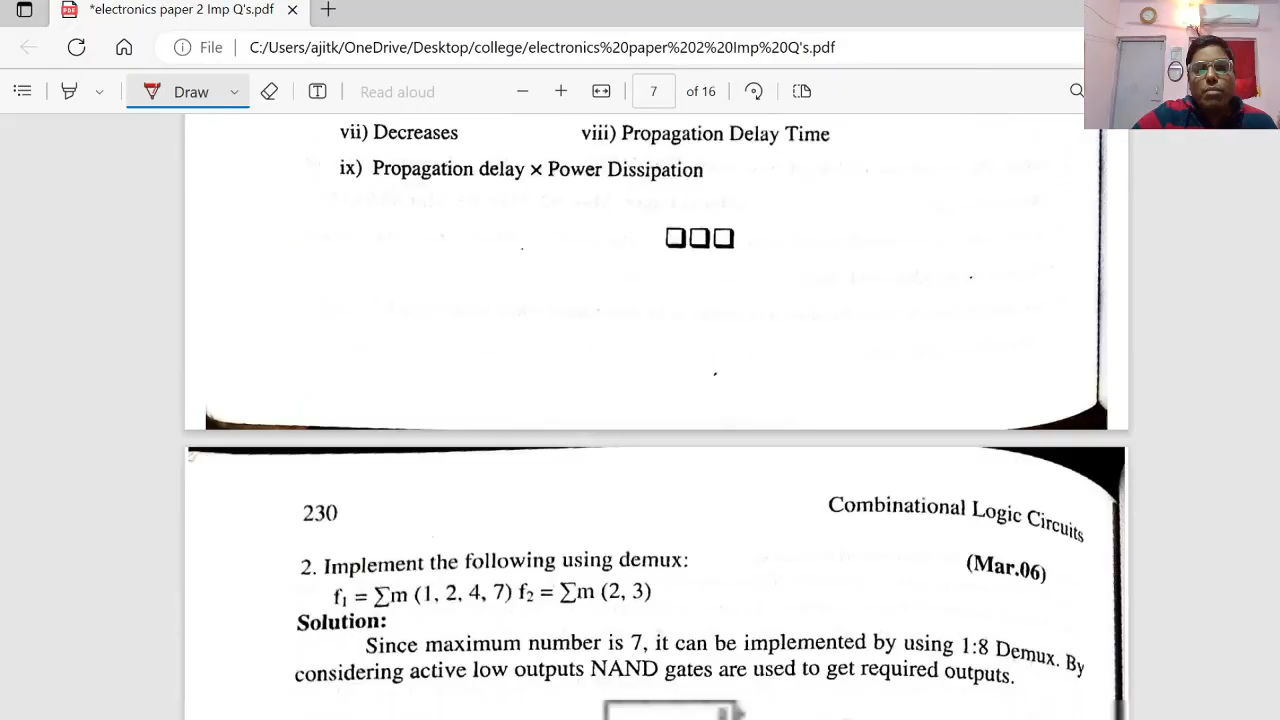 *electronics paper 2 Imp Q's.pdf
File C:/Users/ajitk/OneDrive/Desktop/college/electronics%20paper%202%20Imp%20Q's.pdf
Draw Read aloud 7 of 16
vii) Decreases viii) Propagation Delay Time
ix) Propagation delay × Power Dissipation
230 Combinational Logic Circuits
2. Implement the following using demux: (Mar.06)
f₁ = ∑m (1, 2, 4, 7) f₂ = ∑m (2, 3)
Solution:
Since maximum number is 7, it can be implemented by using 1:8 Demux. By
considering active low outputs NAND gates are used to get required outputs.